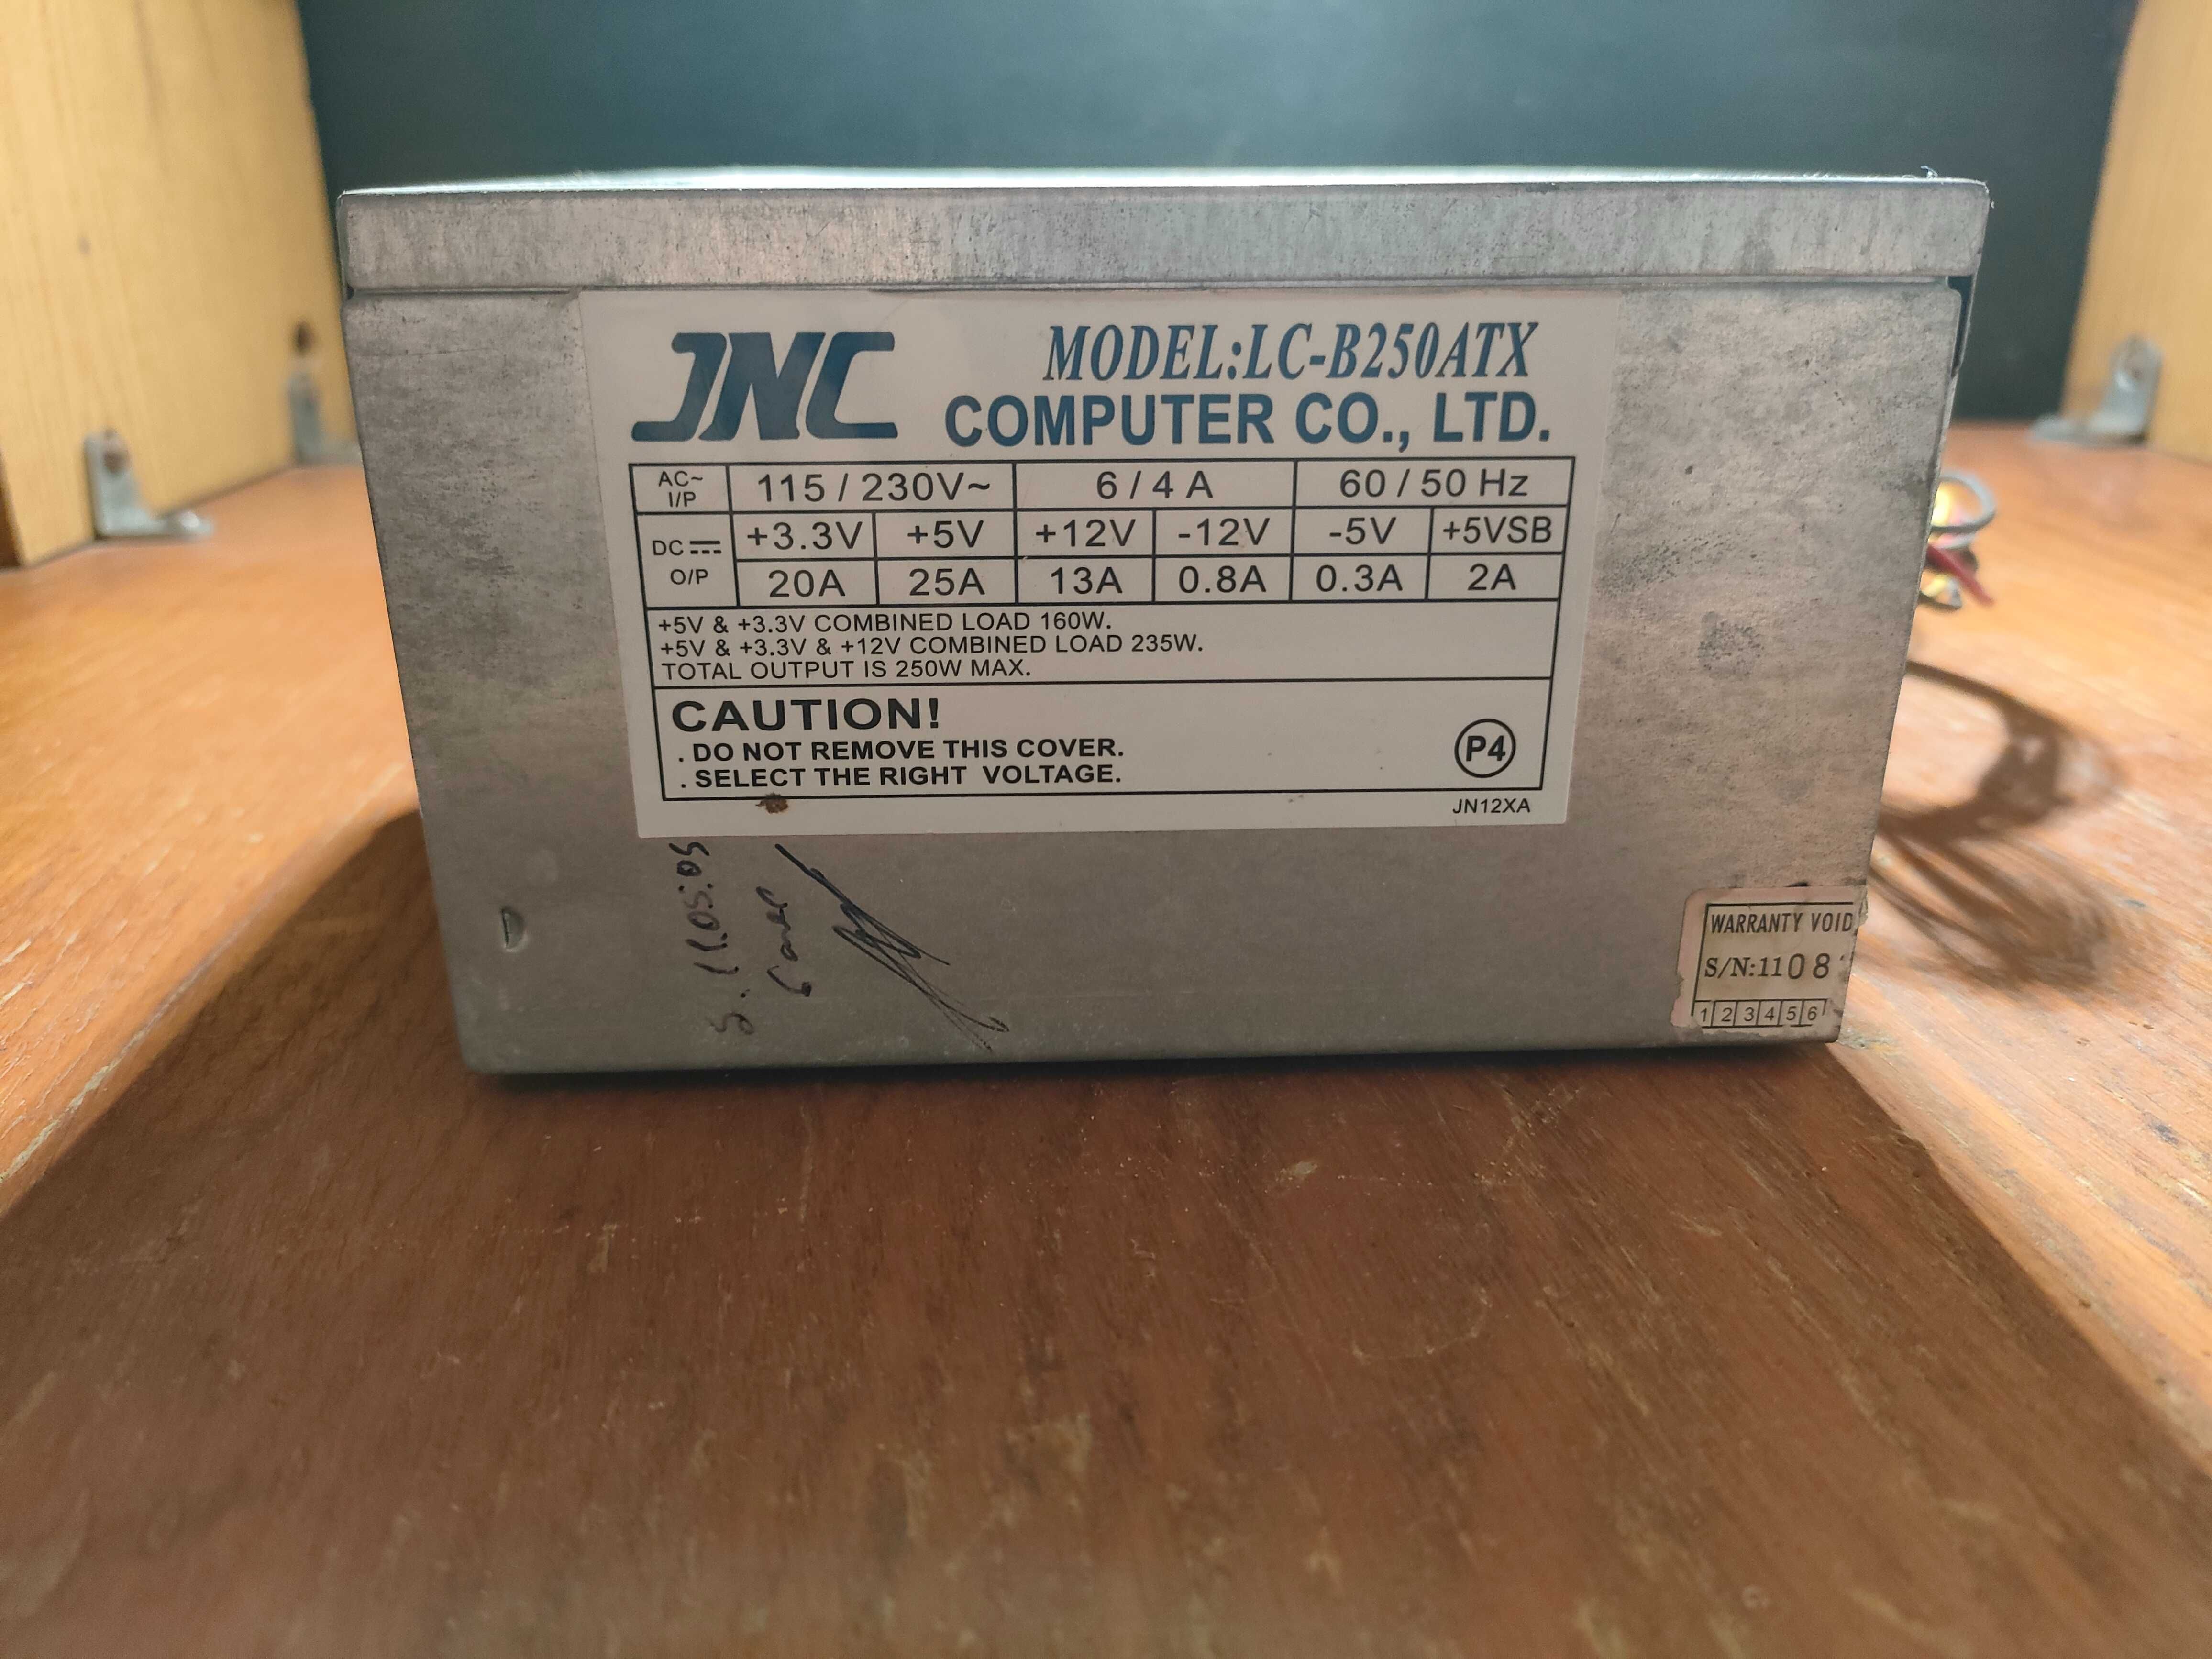 JNC
MODEL:LC-B250ATX
COMPUTER CO., LTD.
AC~ I/P 115 / 230V~ 6 / 4 A 60 / 50 Hz
DC O/P +3.3V +5V +12V -12V -5V +5VSB
20A 25A 13A 0.8A 0.3A 2A
+5V & +3.3V COMBINED LOAD 160W.
+5V & +3.3V & +12V COMBINED LOAD 235W.
TOTAL OUTPUT IS 250W MAX.
CAUTION!
. DO NOT REMOVE THIS COVER.
. SELECT THE RIGHT VOLTAGE.
P4
JN12XA
WARRANTY VOID
S/N:1108
1 2 3 4 5 6